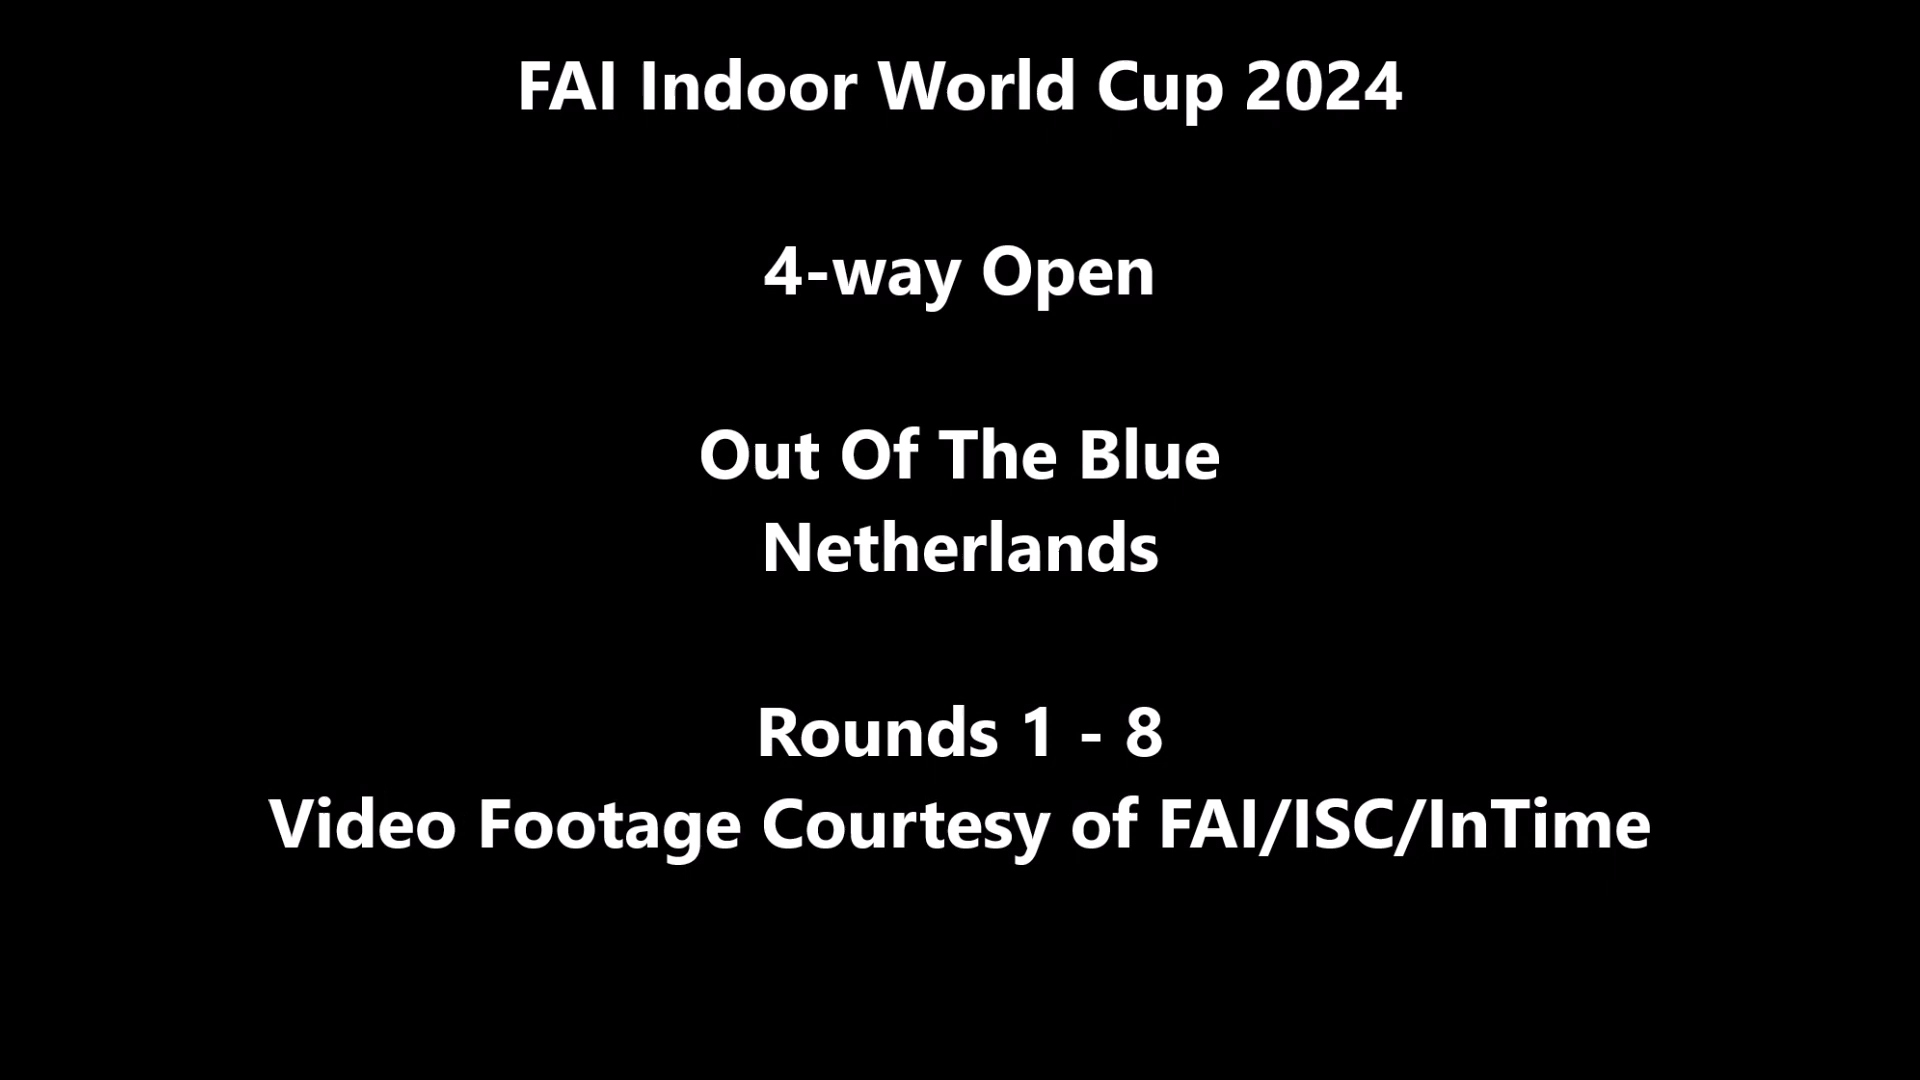 FAI Indoor World Cup 2024
4-way Open
Out Of The Blue
Netherlands
Rounds 1 - 8
Video Footage Courtesy of FAI/ISC/InTime